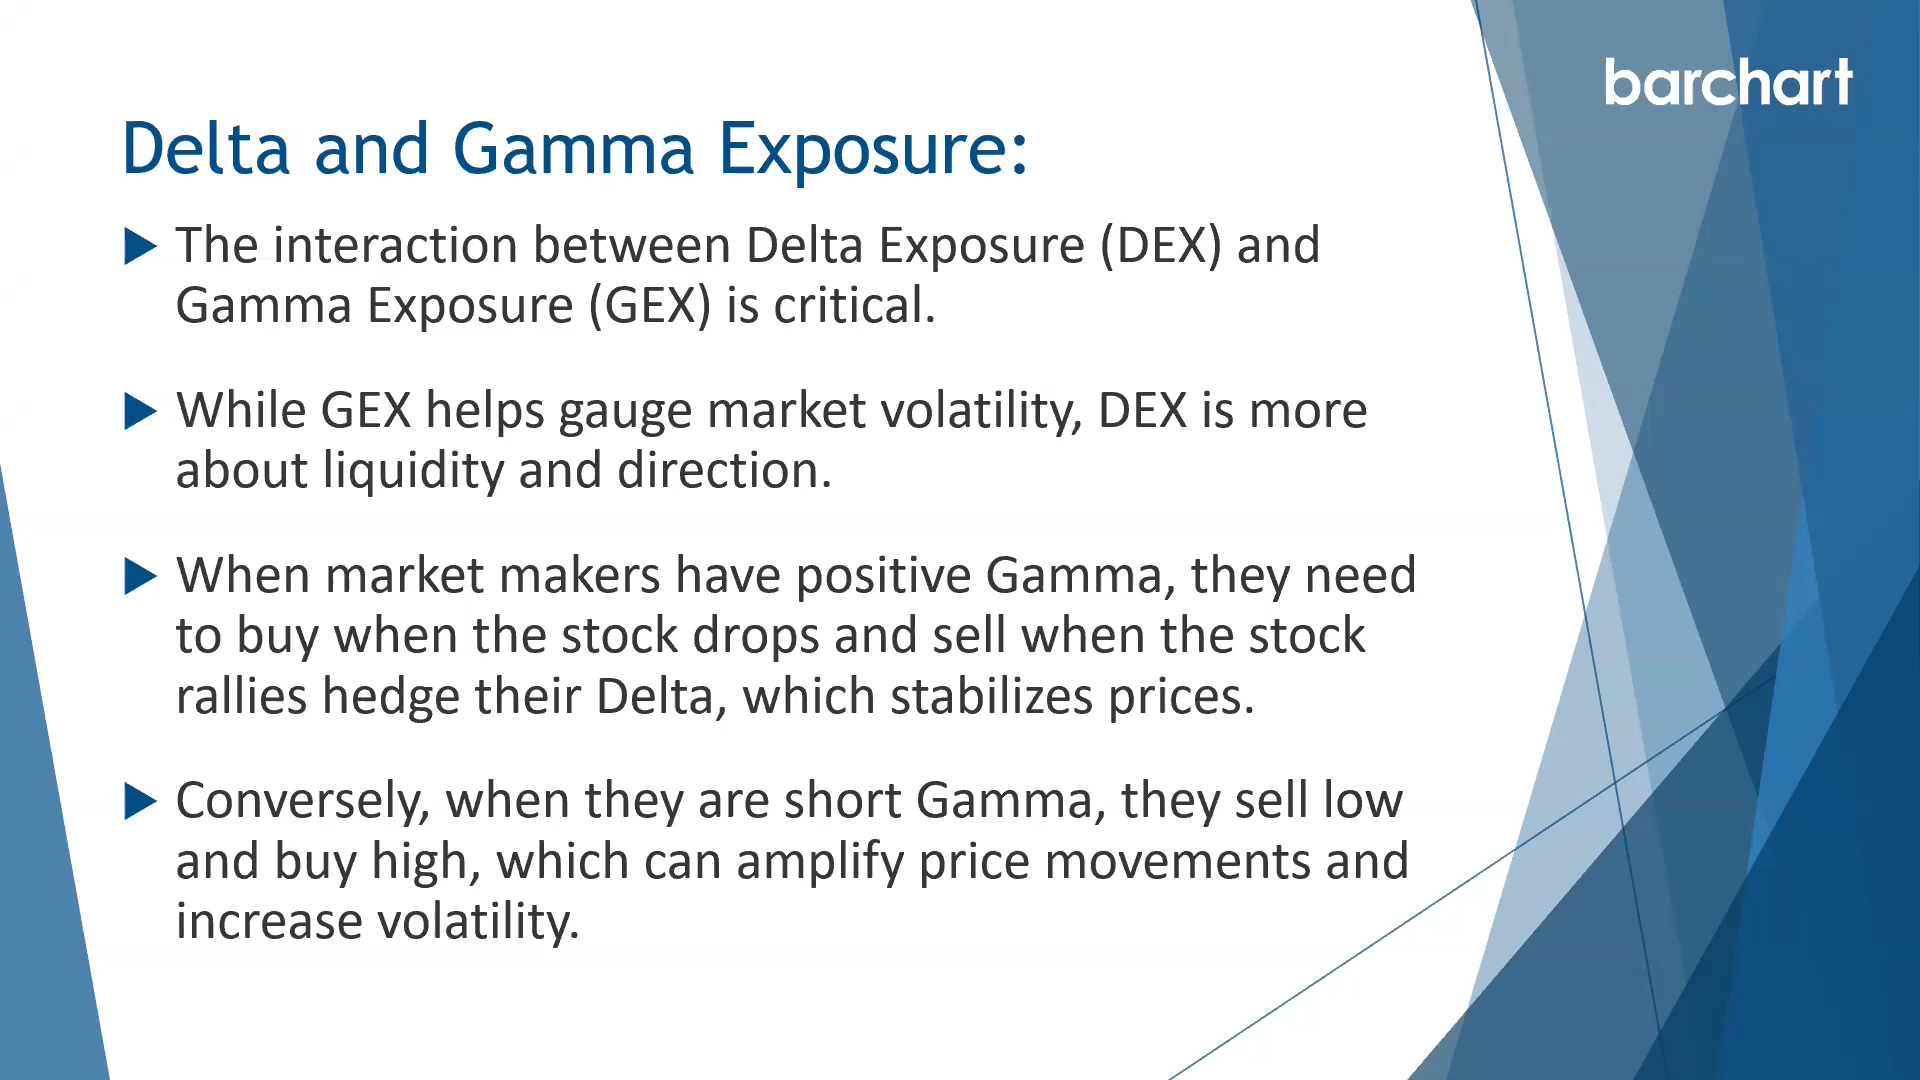 barchart
Delta and Gamma Exposure:
The interaction between Delta Exposure (DEX) and
Gamma Exposure (GEX) is critical.
While GEX helps gauge market volatility, DEX is more
about liquidity and direction.
When market makers have positive Gamma, they need
to buy when the stock drops and sell when the stock
rallies hedge their Delta, which stabilizes prices.
Conversely, when they are short Gamma, they sell low
and buy high, which can amplify price movements and
increase volatility.